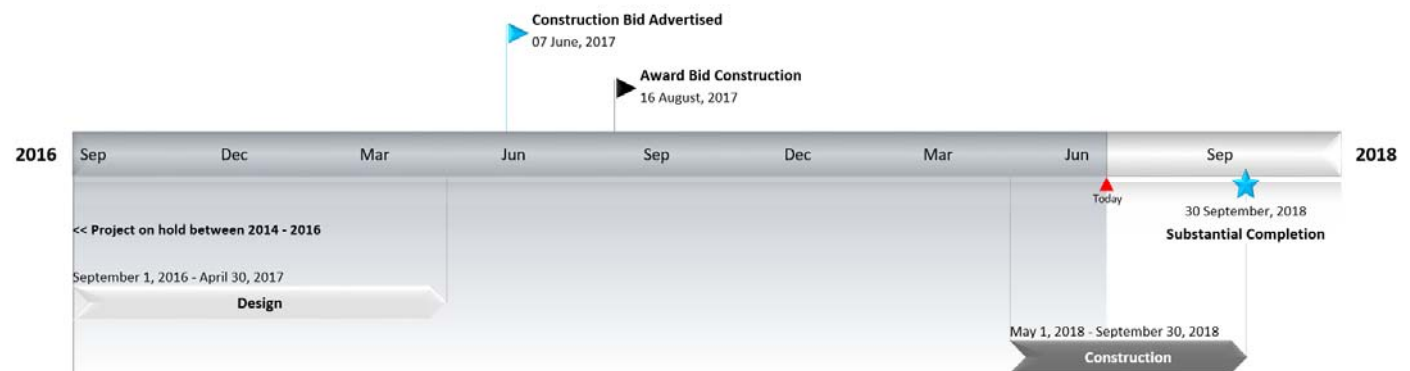 Construction Bid Advertised
07 June, 2017
Award Bid Construction
16 August, 2017
2016 Sep Dec Mar Jun Sep Dec Mar Jun Sep 2018
Today
30 September, 2018
Substantial Completion
<< Project on hold between 2014 - 2016
September 1, 2016 - April 30, 2017
Design
May 1, 2018 - September 30, 2018
Construction